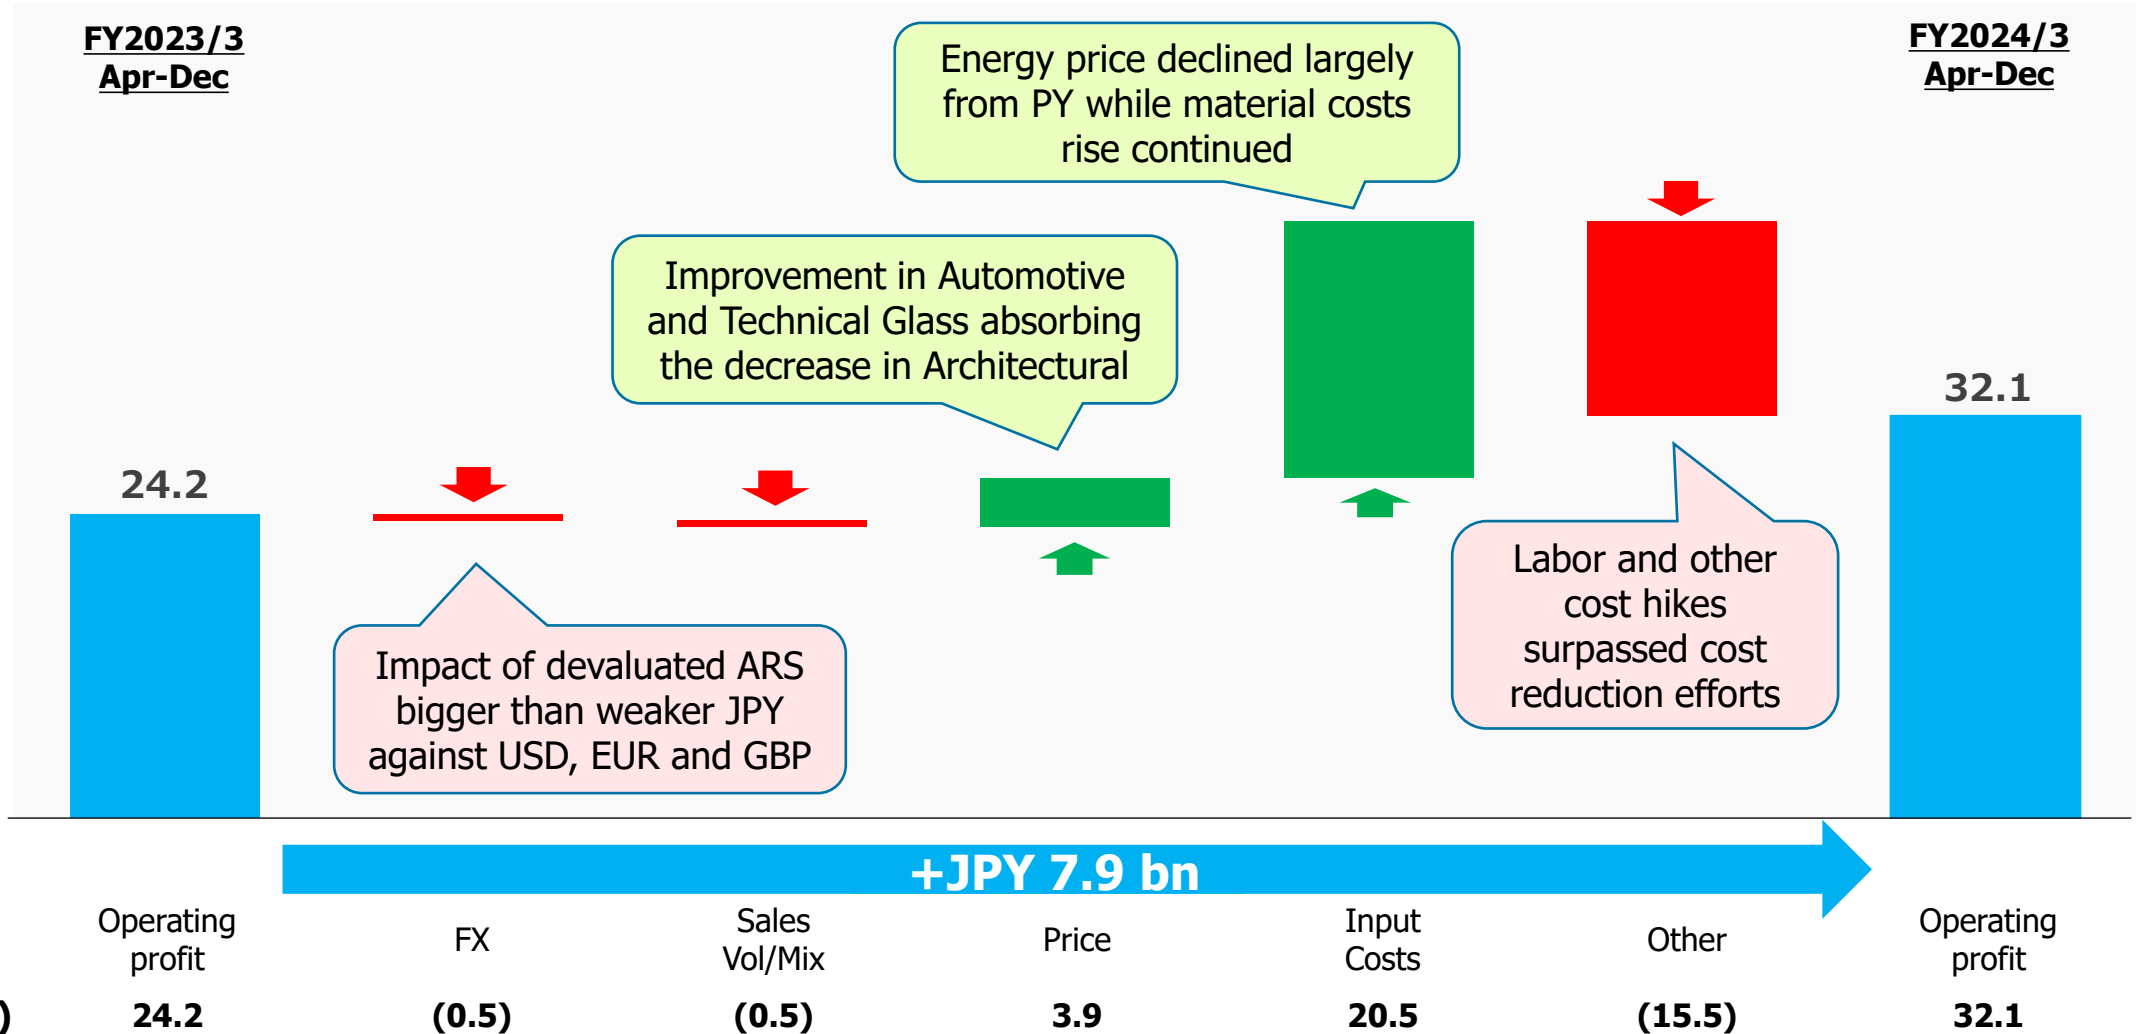 FY2023/3
Apr-Dec
FY2024/3
Apr-Dec
Energy price declined largely
from PY while material costs
rise continued
Improvement in Automotive
and Technical Glass absorbing
the decrease in Architectural
32.1
24.2
Labor and other
cost hikes
surpassed cost
reduction efforts
Impact of devaluated ARS
bigger than weaker JPY
against USD, EUR and GBP
+JPY 7.9 bn
Operating
profit
FX
Sales
Vol/Mix
Price
Input
Costs
Other
Operating
profit
) 24.2 (0.5) (0.5) 3.9 20.5 (15.5) 32.1